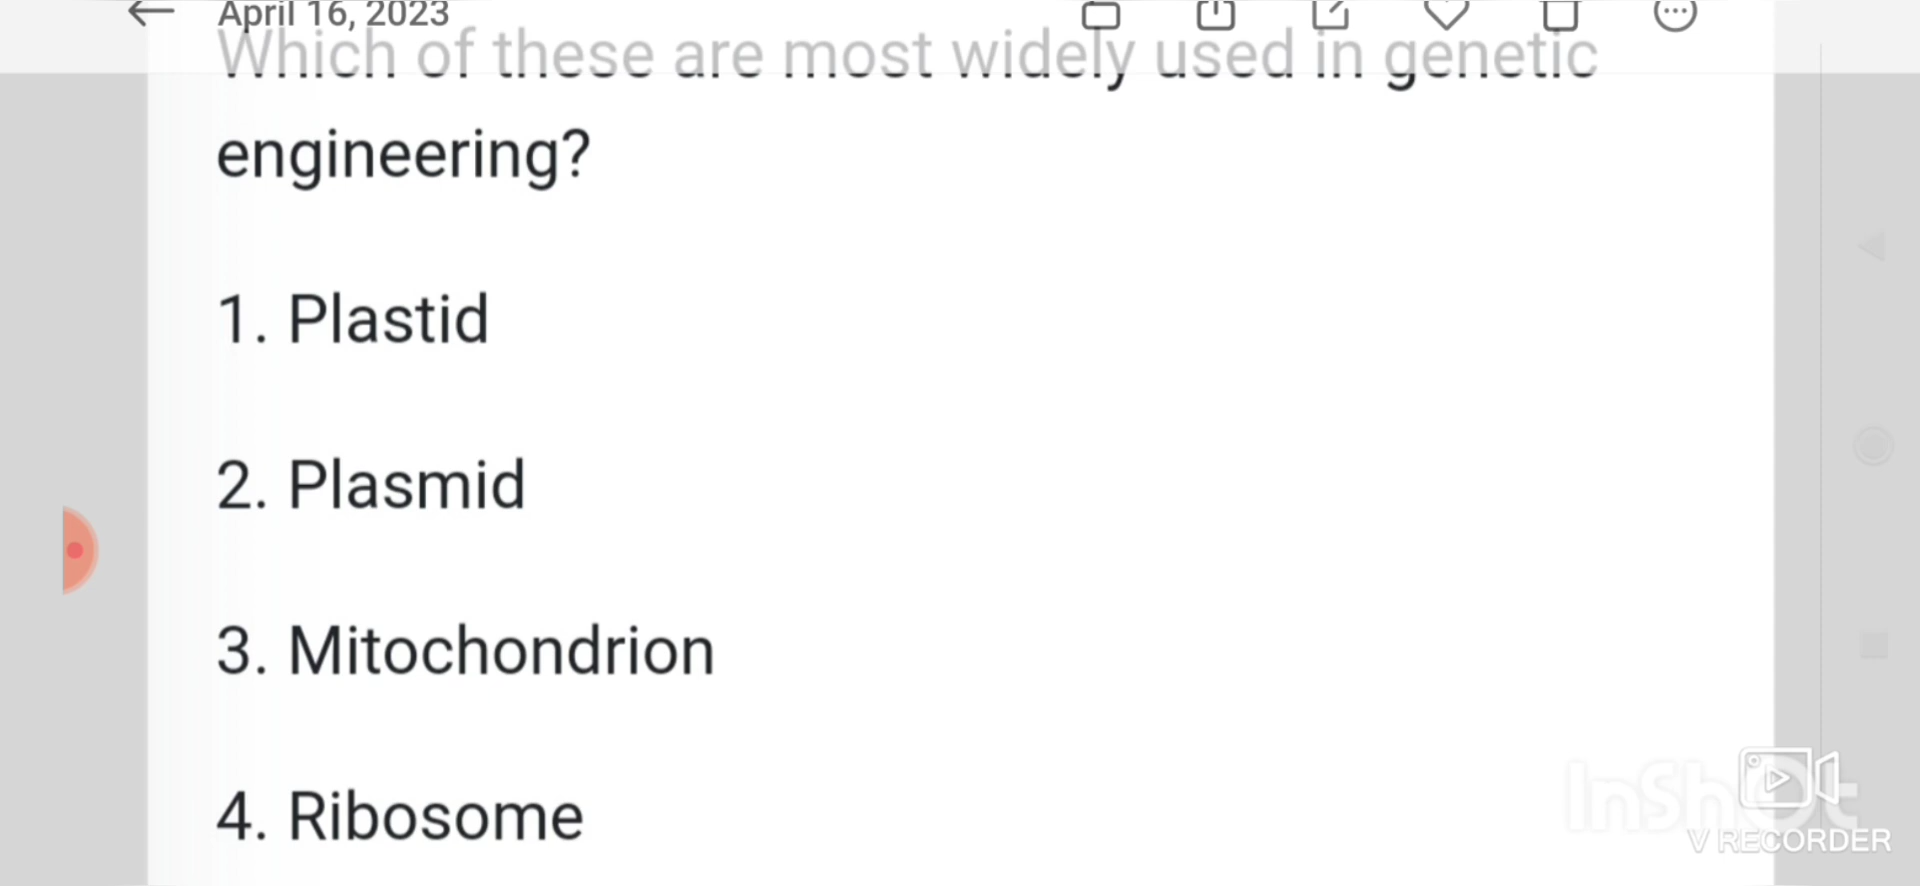 April 16, 2023
Which of these are most widely used in genetic
engineering?
1. Plastid
2. Plasmid
3. Mitochondrion
4. Ribosome
InShOt
V RECORDER